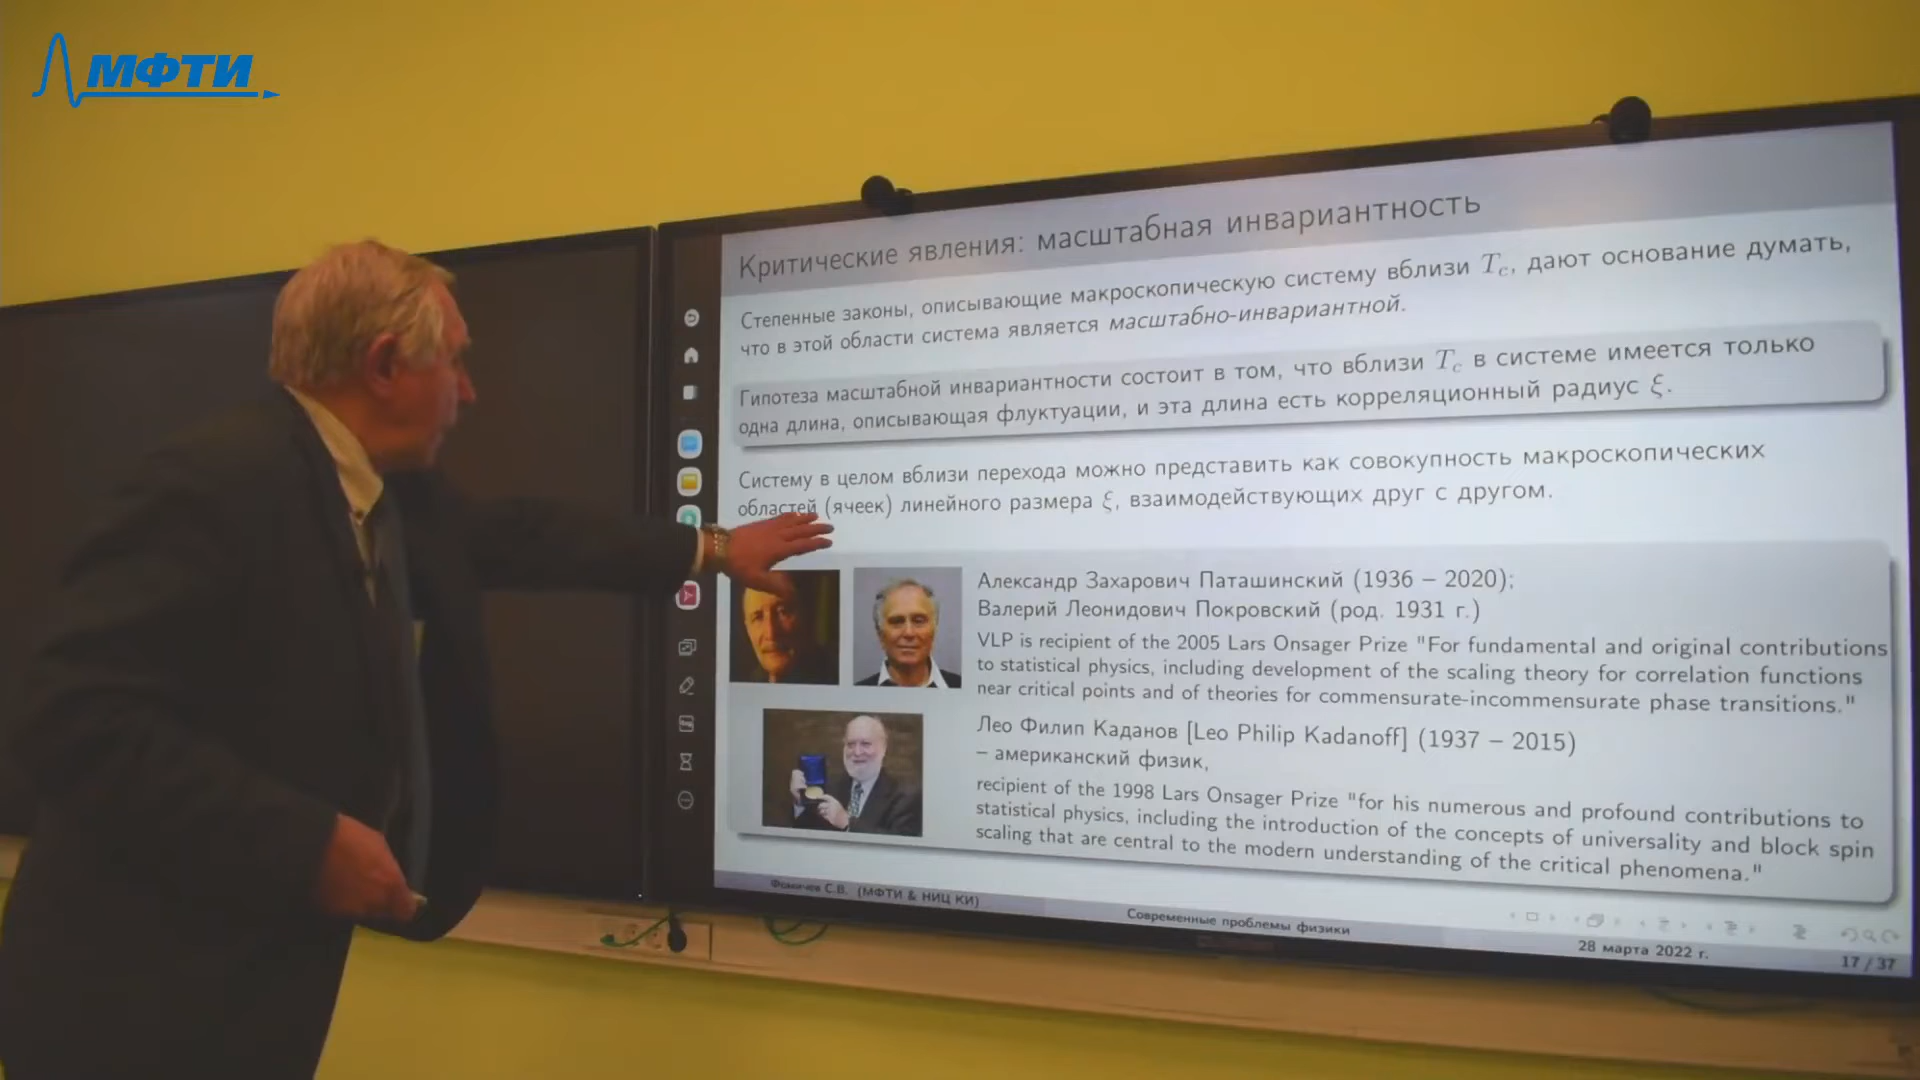 МФТИ
Критические явления: масштабная инвариантность
Степенные законы, описывающие макроскопическую систему вблизи T_c, дают основание думать,
что в этой области система является масштабно-инвариантной.
Гипотеза масштабной инвариантности состоит в том, что вблизи T_c в системе имеется только
одна длина, описывающая флуктуации, и эта длина есть корреляционный радиус ξ.
Систему в целом вблизи перехода можно представить как совокупность макроскопических
областей (ячеек) линейного размера ξ, взаимодействующих друг с другом.
Александр Захарович Паташинский (1936 – 2020);
Валерий Леонидович Покровский (род. 1931 г.)
VLP is recipient of the 2005 Lars Onsager Prize "For fundamental and original contributions
to statistical physics, including development of the scaling theory for correlation functions
near critical points and of theories for commensurate-incommensurate phase transitions."
Лео Филип Каданов [Leo Philip Kadanoff] (1937 – 2015)
– американский физик,
recipient of the 1998 Lars Onsager Prize "for his numerous and profound contributions to
statistical physics, including the introduction of the concepts of universality and block spin
scaling that are central to the modern understanding of the critical phenomena."
Фомичев С.В. (МФТИ & НИЦ КИ)
Современные проблемы физики
28 марта 2022 г.
17 / 37